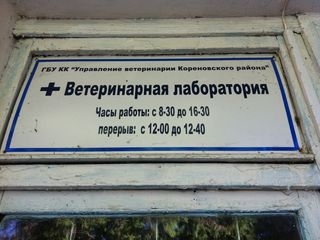 ГБУ КК "Управление ветеринарии Кореновского района"
Ветеринарная лаборатория
Часы работы: с 8-30 до 16-30
перерыв: с 12-00 до 12-40